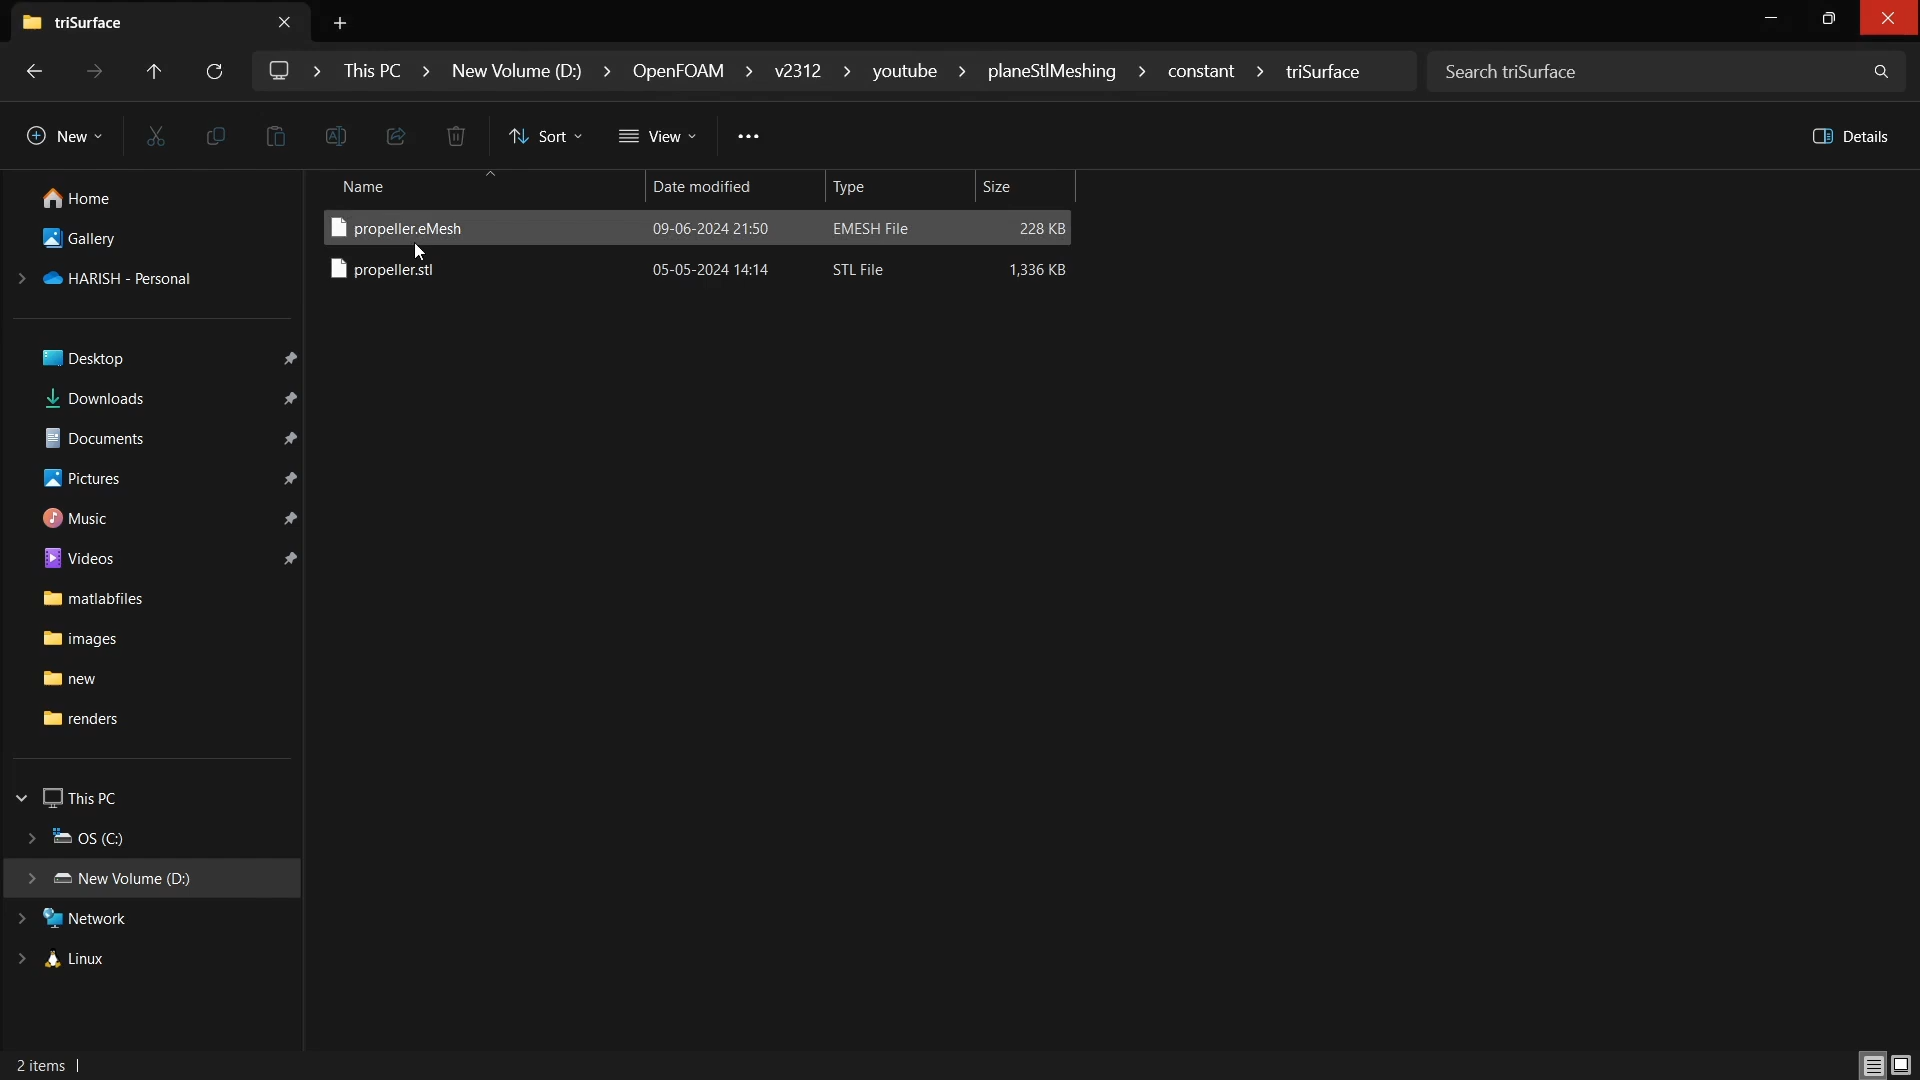 triSurface
This PC > New Volume (D:) > OpenFOAM > v2312 > youtube > planeStlMeshing > constant > triSurface
Search triSurface
New
Sort
View
Details
Name Date modified Type Size
propeller.eMesh 09-06-2024 21:50 EMESH File 228 KB
propeller.stl 05-05-2024 14:14 STL File 1,336 KB
Home
Gallery
HARISH - Personal
Desktop
Downloads
Documents
Pictures
Music
Videos
matlabfiles
images
new
renders
This PC
OS (C:)
New Volume (D:)
Network
Linux
2 items